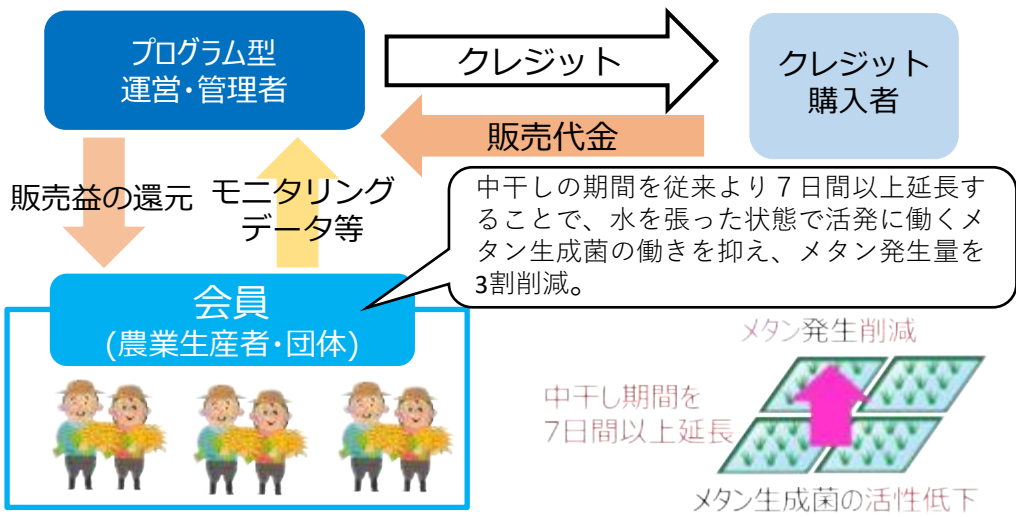 プログラム型
運営・管理者
クレジット
クレジット
購入者
販売代金
販売益の還元
モニタリング
データ等
中干しの期間を従来より７日間以上延長す
ることで、水を張った状態で活発に働くメ
タン生成菌の働きを抑え、メタン発生量を
3割削減。
会員
(農業生産者・団体)
メタン発生削減
中干し期間を
7日間以上延長
メタン生成菌の活性低下